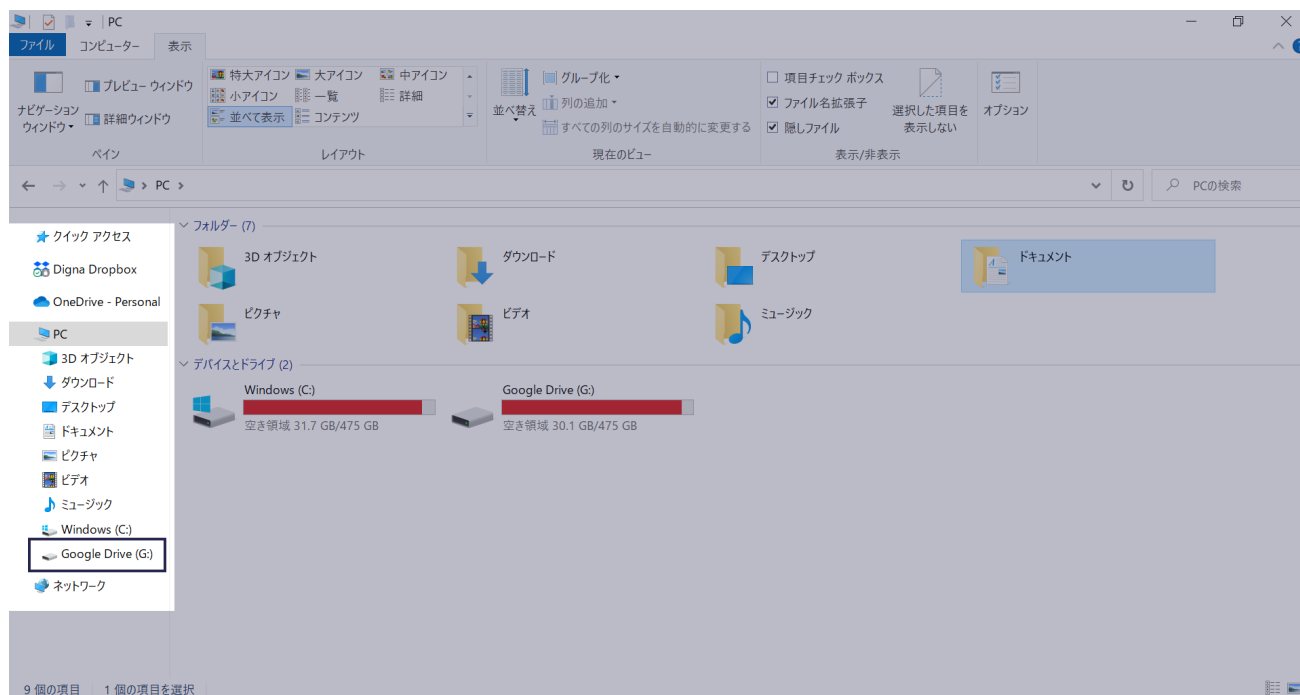 PC
ファイル コンピューター 表示
ナビゲーション ウィンドウ
プレビュー ウィンドウ
詳細ウィンドウ
ペイン
特大アイコン 大アイコン 中アイコン
小アイコン 一覧 詳細
並べて表示 コンテンツ
レイアウト
並べ替え
グループ化
列の追加
すべての列のサイズを自動的に変更する
現在のビュー
項目チェック ボックス
ファイル名拡張子
隠しファイル
選択した項目を
表示しない
表示/非表示
オプション
PC
PCの検索
クイック アクセス
Digna Dropbox
OneDrive - Personal
PC
3D オブジェクト
ダウンロード
デスクトップ
ドキュメント
ピクチャ
ビデオ
ミュージック
Windows (C:)
Google Drive (G:)
ネットワーク
フォルダー (7)
3D オブジェクト ダウンロード デスクトップ ドキュメント
ピクチャ ビデオ ミュージック
デバイスとドライブ (2)
Windows (C:)
空き領域 31.7 GB/475 GB
Google Drive (G:)
空き領域 30.1 GB/475 GB
9 個の項目 1 個の項目を選択